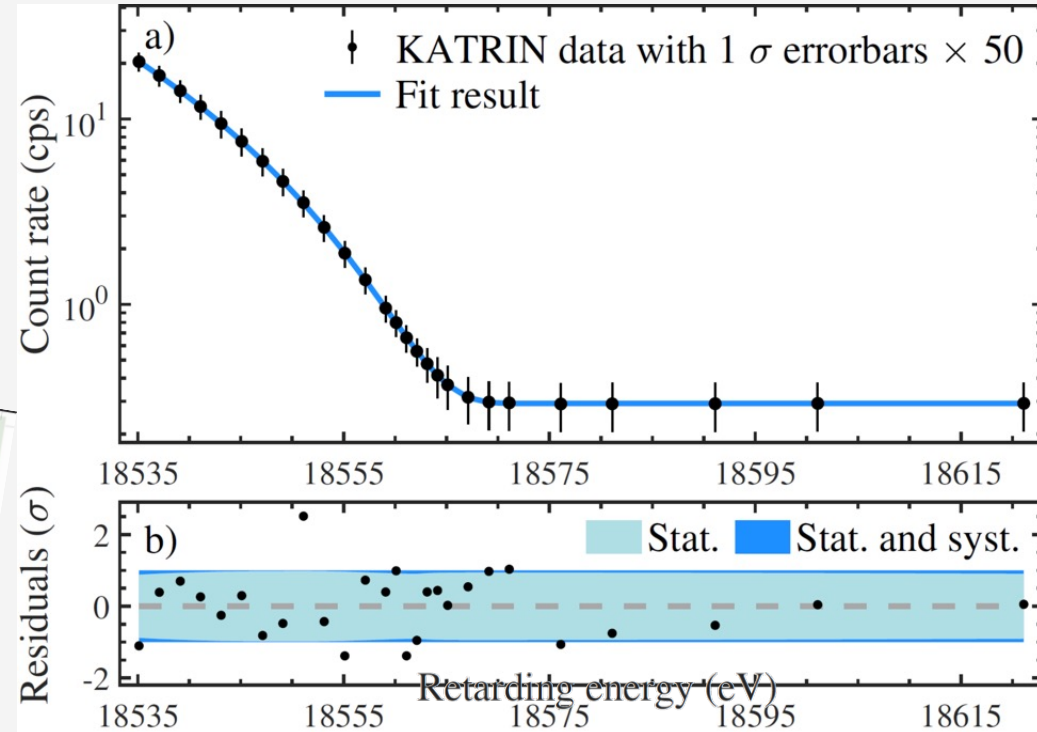 a)
KATRIN data with 1 σ errorbars × 50
Fit result
Count rate (cps)
10¹
10⁰
18535 18555 18575 18595 18615
Residuals (σ)
b)
Stat. Stat. and syst.
2
0
-2
Retarding energy (eV)
18535 18555 18575 18595 18615